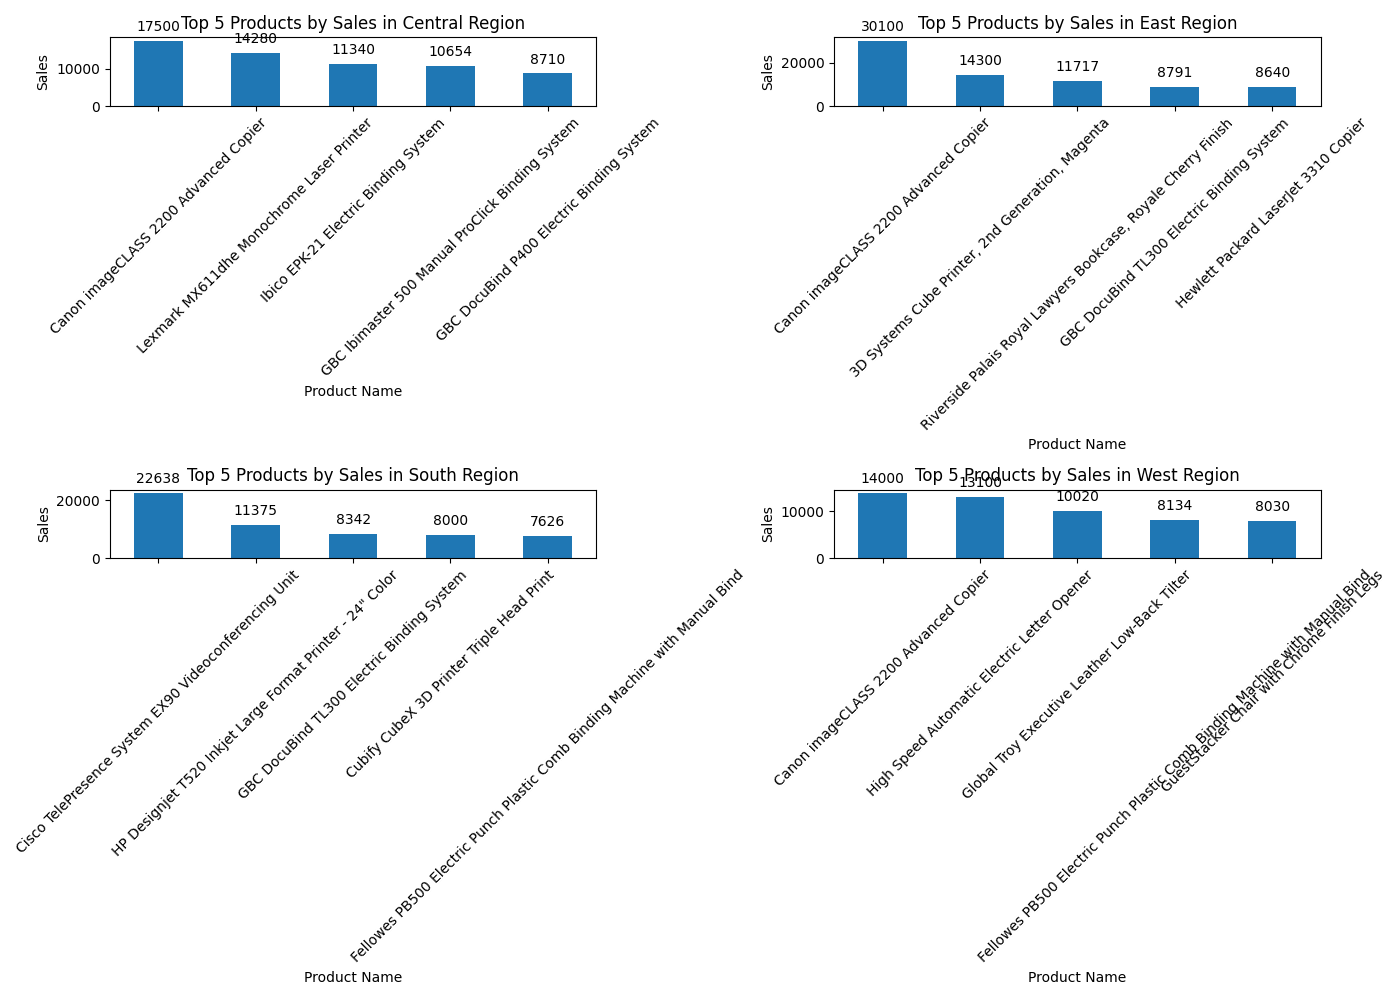 Top 5 Products by Sales in Central Region
17500
14280
11340
10654
8710
Sales
10000
0
Canon imageCLASS 2200 Advanced Copier
Lexmark MX611dhe Monochrome Laser Printer
Ibico EPK-21 Electric Binding System
GBC Ibimaster 500 Manual ProClick Binding System
GBC DocuBind P400 Electric Binding System
Product Name
Top 5 Products by Sales in East Region
30100
14300
11717
8791
8640
Sales
20000
0
Canon imageCLASS 2200 Advanced Copier
3D Systems Cube Printer, 2nd Generation, Magenta
Riverside Palais Royal Lawyers Bookcase, Royale Cherry Finish
GBC DocuBind TL300 Electric Binding System
Hewlett Packard LaserJet 3310 Copier
Product Name
Top 5 Products by Sales in South Region
22638
11375
8342
8000
7626
Sales
20000
0
Cisco TelePresence System EX90 Videoconferencing Unit
HP Designjet T520 Inkjet Large Format Printer - 24" Color
GBC DocuBind TL300 Electric Binding System
Cubify CubeX 3D Printer Triple Head Print
Fellowes PB500 Electric Punch Plastic Comb Binding Machine with Manual Bind
Product Name
Top 5 Products by Sales in West Region
14000
13100
10020
8134
8030
Sales
10000
0
Canon imageCLASS 2200 Advanced Copier
High Speed Automatic Electric Letter Opener
Global Troy Executive Leather Low-Back Tilter
Fellowes PB500 Electric Punch Plastic Comb Binding Machine with Manual Bind
GuestStacker Chair with Chrome Finish Legs
Product Name